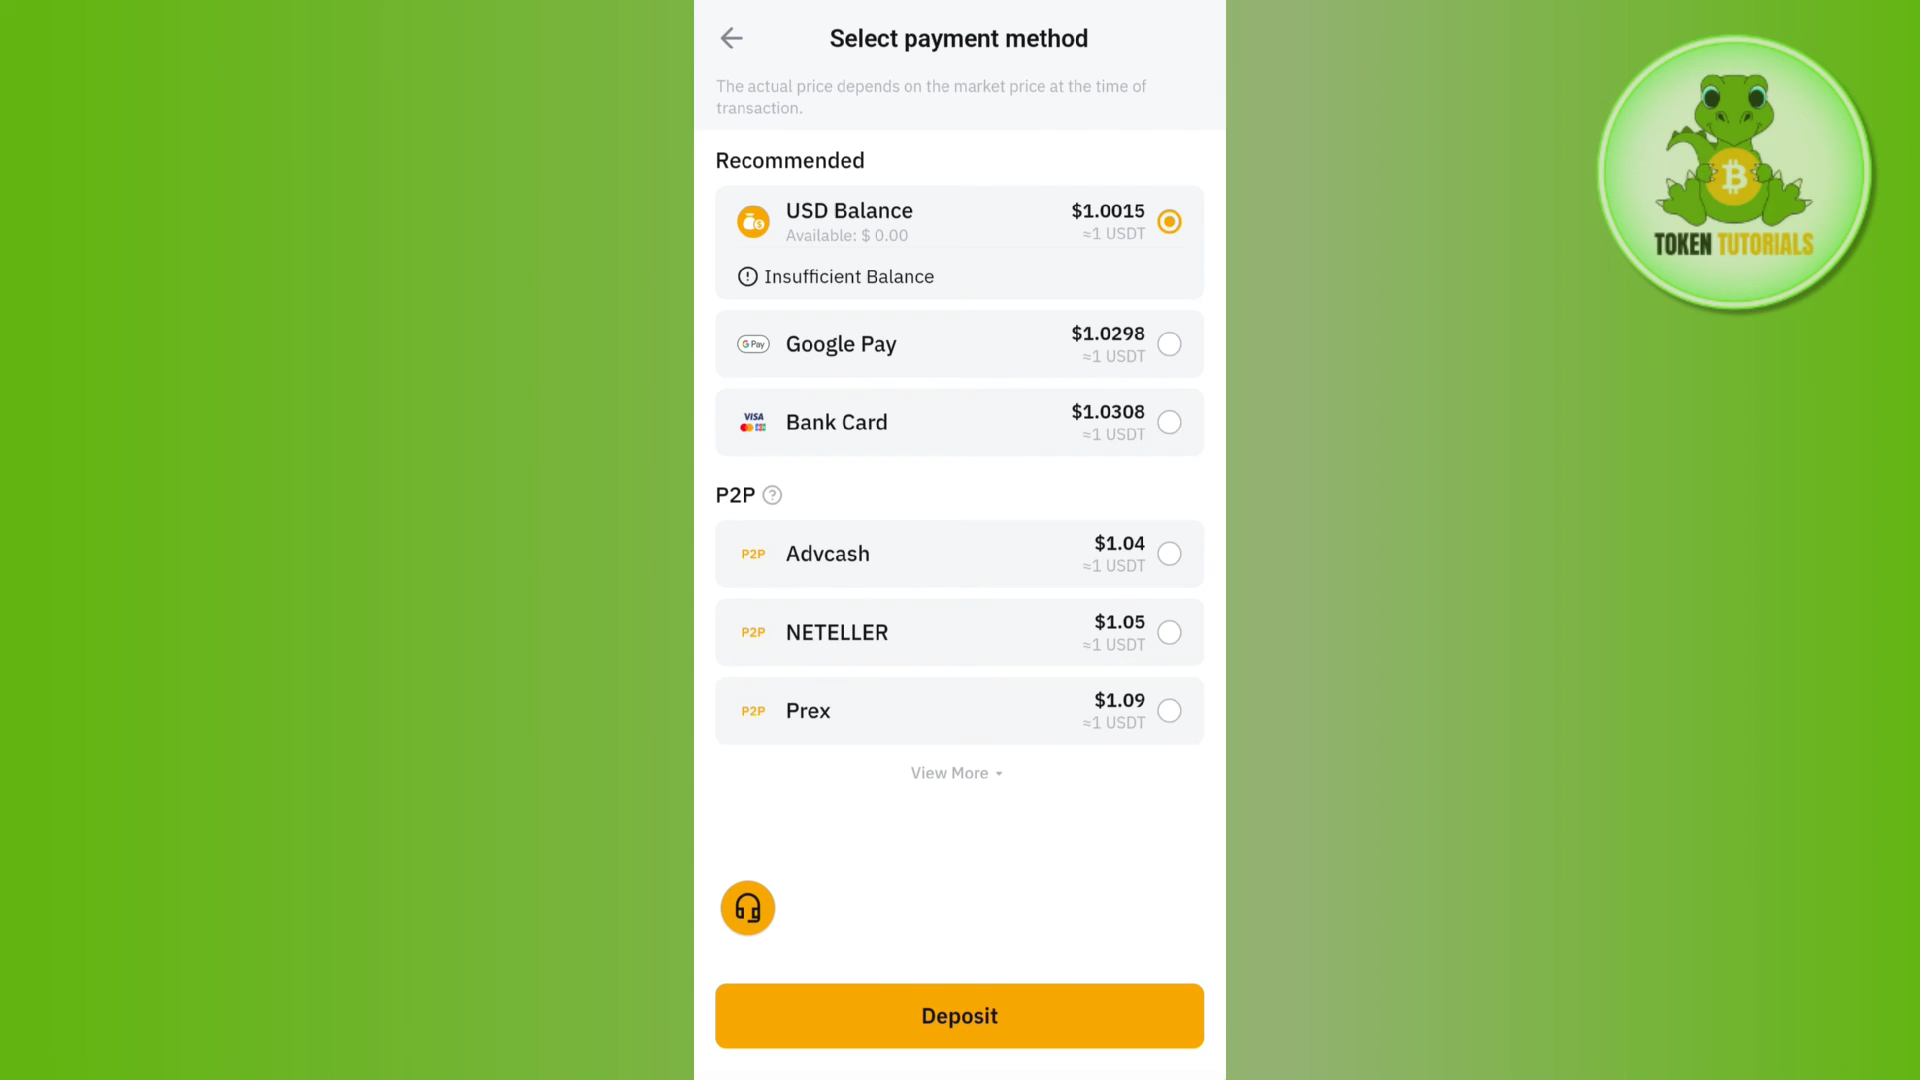 Select payment method
The actual price depends on the market price at the time of
transaction.
Recommended
USD Balance
$1.0015
Available: $ 0.00
≈1 USDT
Insufficient Balance
G Pay
Google Pay
$1.0298
≈1 USDT
VISA
Bank Card
$1.0308
≈1 USDT
P2P
P2P
Advcash
$1.04
≈1 USDT
P2P
NETELLER
$1.05
≈1 USDT
P2P
Prex
$1.09
≈1 USDT
View More
Deposit
TOKEN TUTORIALS